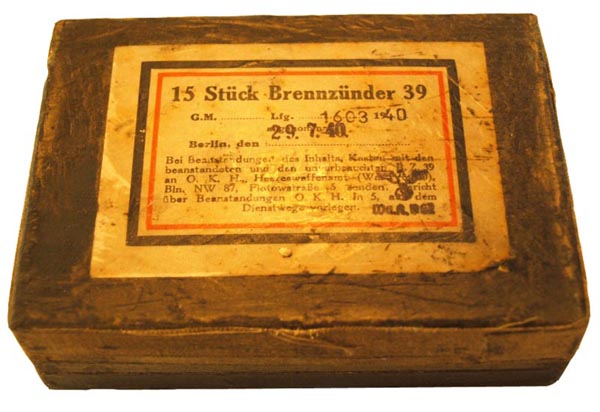 15 Stück Brennzünder 39
G.M. ............ Lfg. 1603 1940
29.7.40.
Berlin, den
Bei Beanstandungen des Inhalts, Kasten mit den
beanstandeten und den unverbrauchten B. Z. 39
an O. K. H., Heereswaffenamt
Bln. NW 87, Flotowstraße 5 senden. Bericht
über Beanstandungen O. K. H. In 5, auf dem
Dienstwege vorlegen.